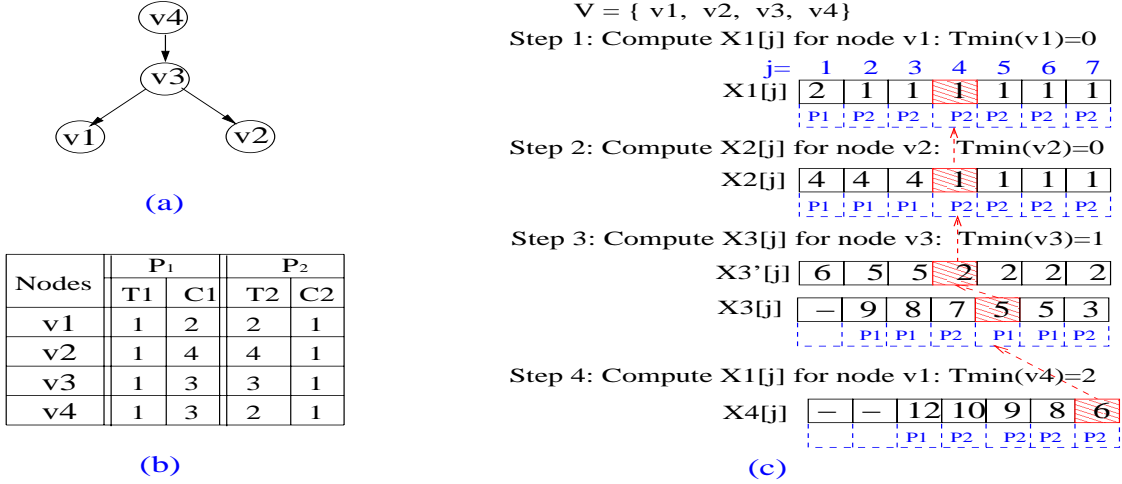 v4
v3
v1 v2
(a)
Nodes P1 P2
T1 C1 T2 C2
v1 1 2 2 1
v2 1 4 4 1
v3 1 3 3 1
v4 1 3 2 1
(b)
V = { v1, v2, v3, v4}
Step 1: Compute X1[j] for node v1: Tmin(v1)=0
j= 1 2 3 4 5 6 7
X1[j] 2 1 1 1 1 1 1
P1 P2 P2 P2 P2 P2 P2
Step 2: Compute X2[j] for node v2: Tmin(v2)=0
X2[j] 4 4 4 1 1 1 1
P1 P1 P1 P2 P2 P2 P2
Step 3: Compute X3[j] for node v3: Tmin(v3)=1
X3'[j] 6 5 5 2 2 2 2
X3[j] – 9 8 7 5 5 3
P1 P1 P2 P1 P1 P2
Step 4: Compute X1[j] for node v1: Tmin(v4)=2
X4[j] – – 12 10 9 8 6
P1 P2 P2 P2 P2
(c)